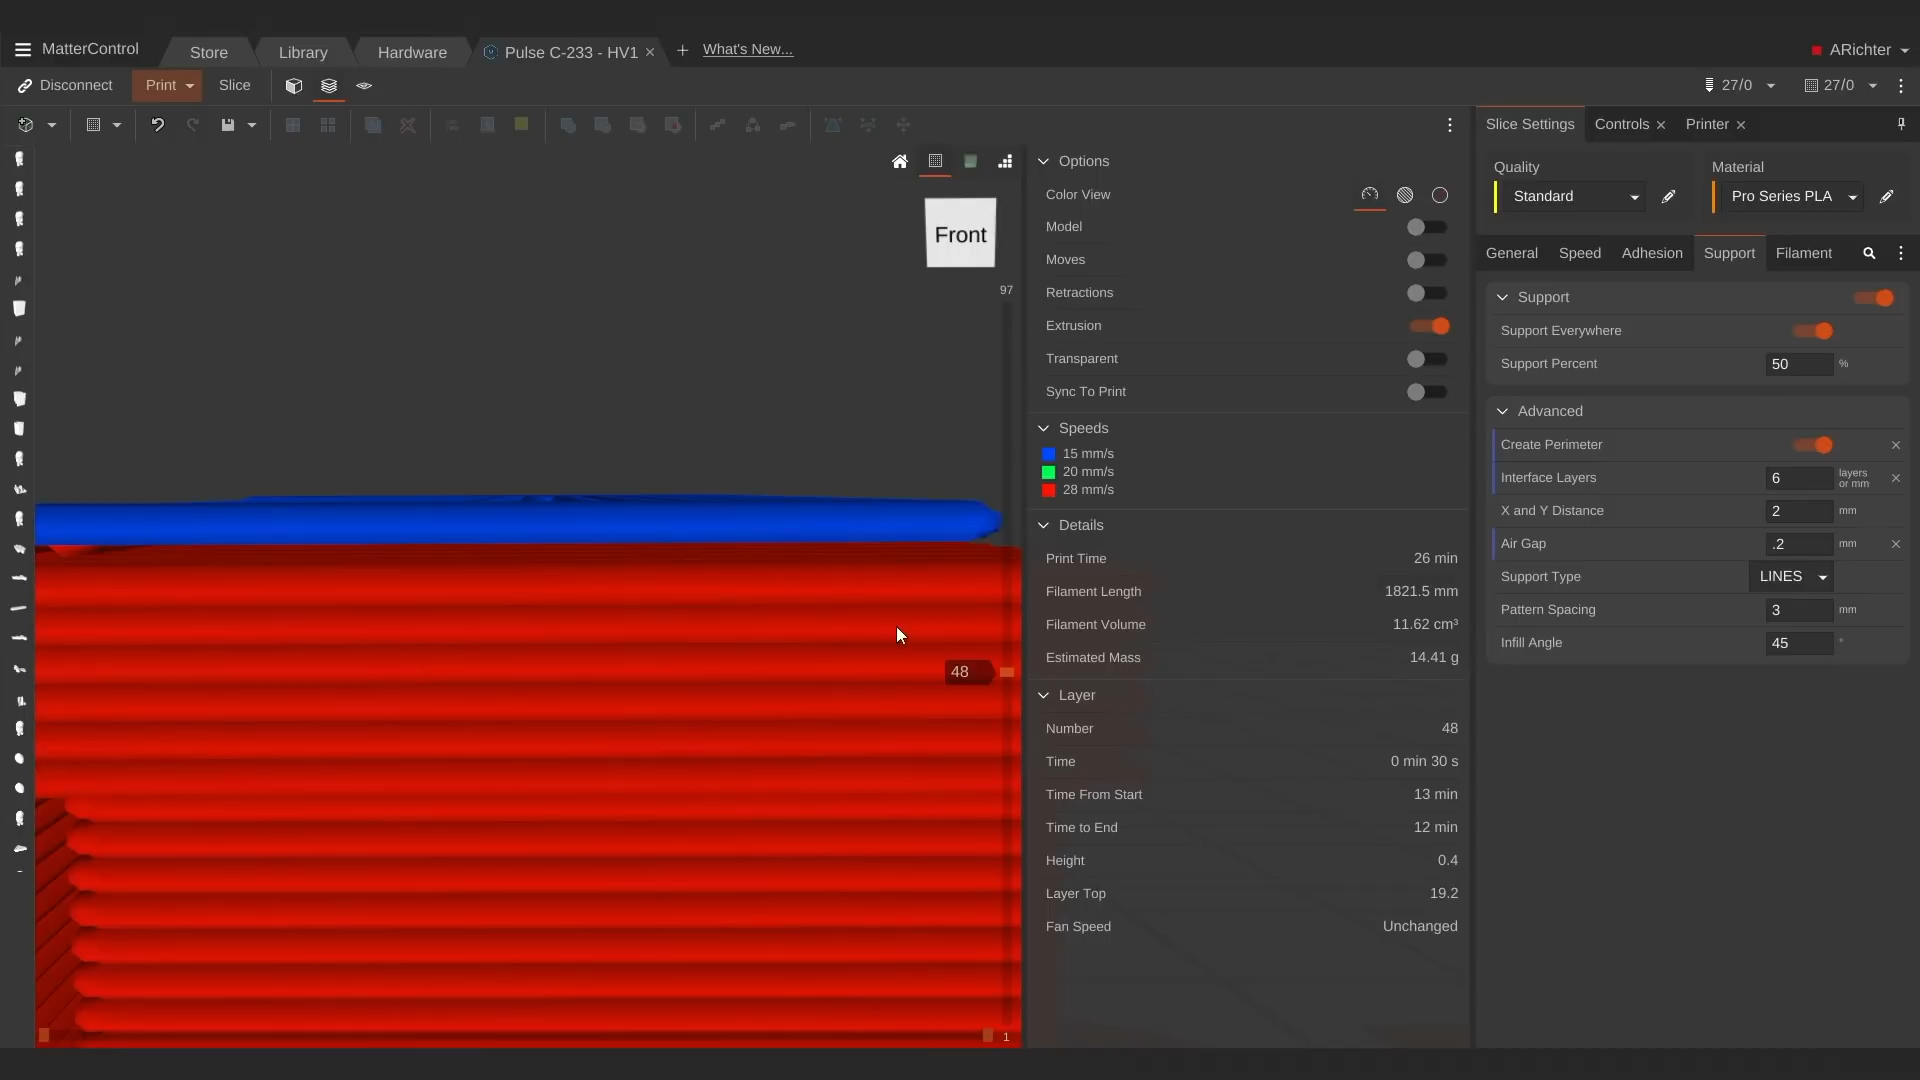 MatterControl
Store
Library
Hardware
Pulse C-233 - HV1
What's New...
ARichter
Disconnect
Print
Slice
27/0
27/0
Slice Settings
Controls
Printer
Front
97
48
1
Options
Color View
Model
Moves
Retractions
Extrusion
Transparent
Sync To Print
Speeds
15 mm/s
20 mm/s
28 mm/s
Details
Print Time 26 min
Filament Length 1821.5 mm
Filament Volume 11.62 cm³
Estimated Mass 14.41 g
Layer
Number 48
Time 0 min 30 s
Time From Start 13 min
Time to End 12 min
Height 0.4
Layer Top 19.2
Fan Speed Unchanged
Quality
Standard
Material
Pro Series PLA
General
Speed
Adhesion
Support
Filament
Support
Support Everywhere
Support Percent 50 %
Advanced
Create Perimeter
Interface Layers 6 layers or mm
X and Y Distance 2 mm
Air Gap .2 mm
Support Type LINES
Pattern Spacing 3 mm
Infill Angle 45 °